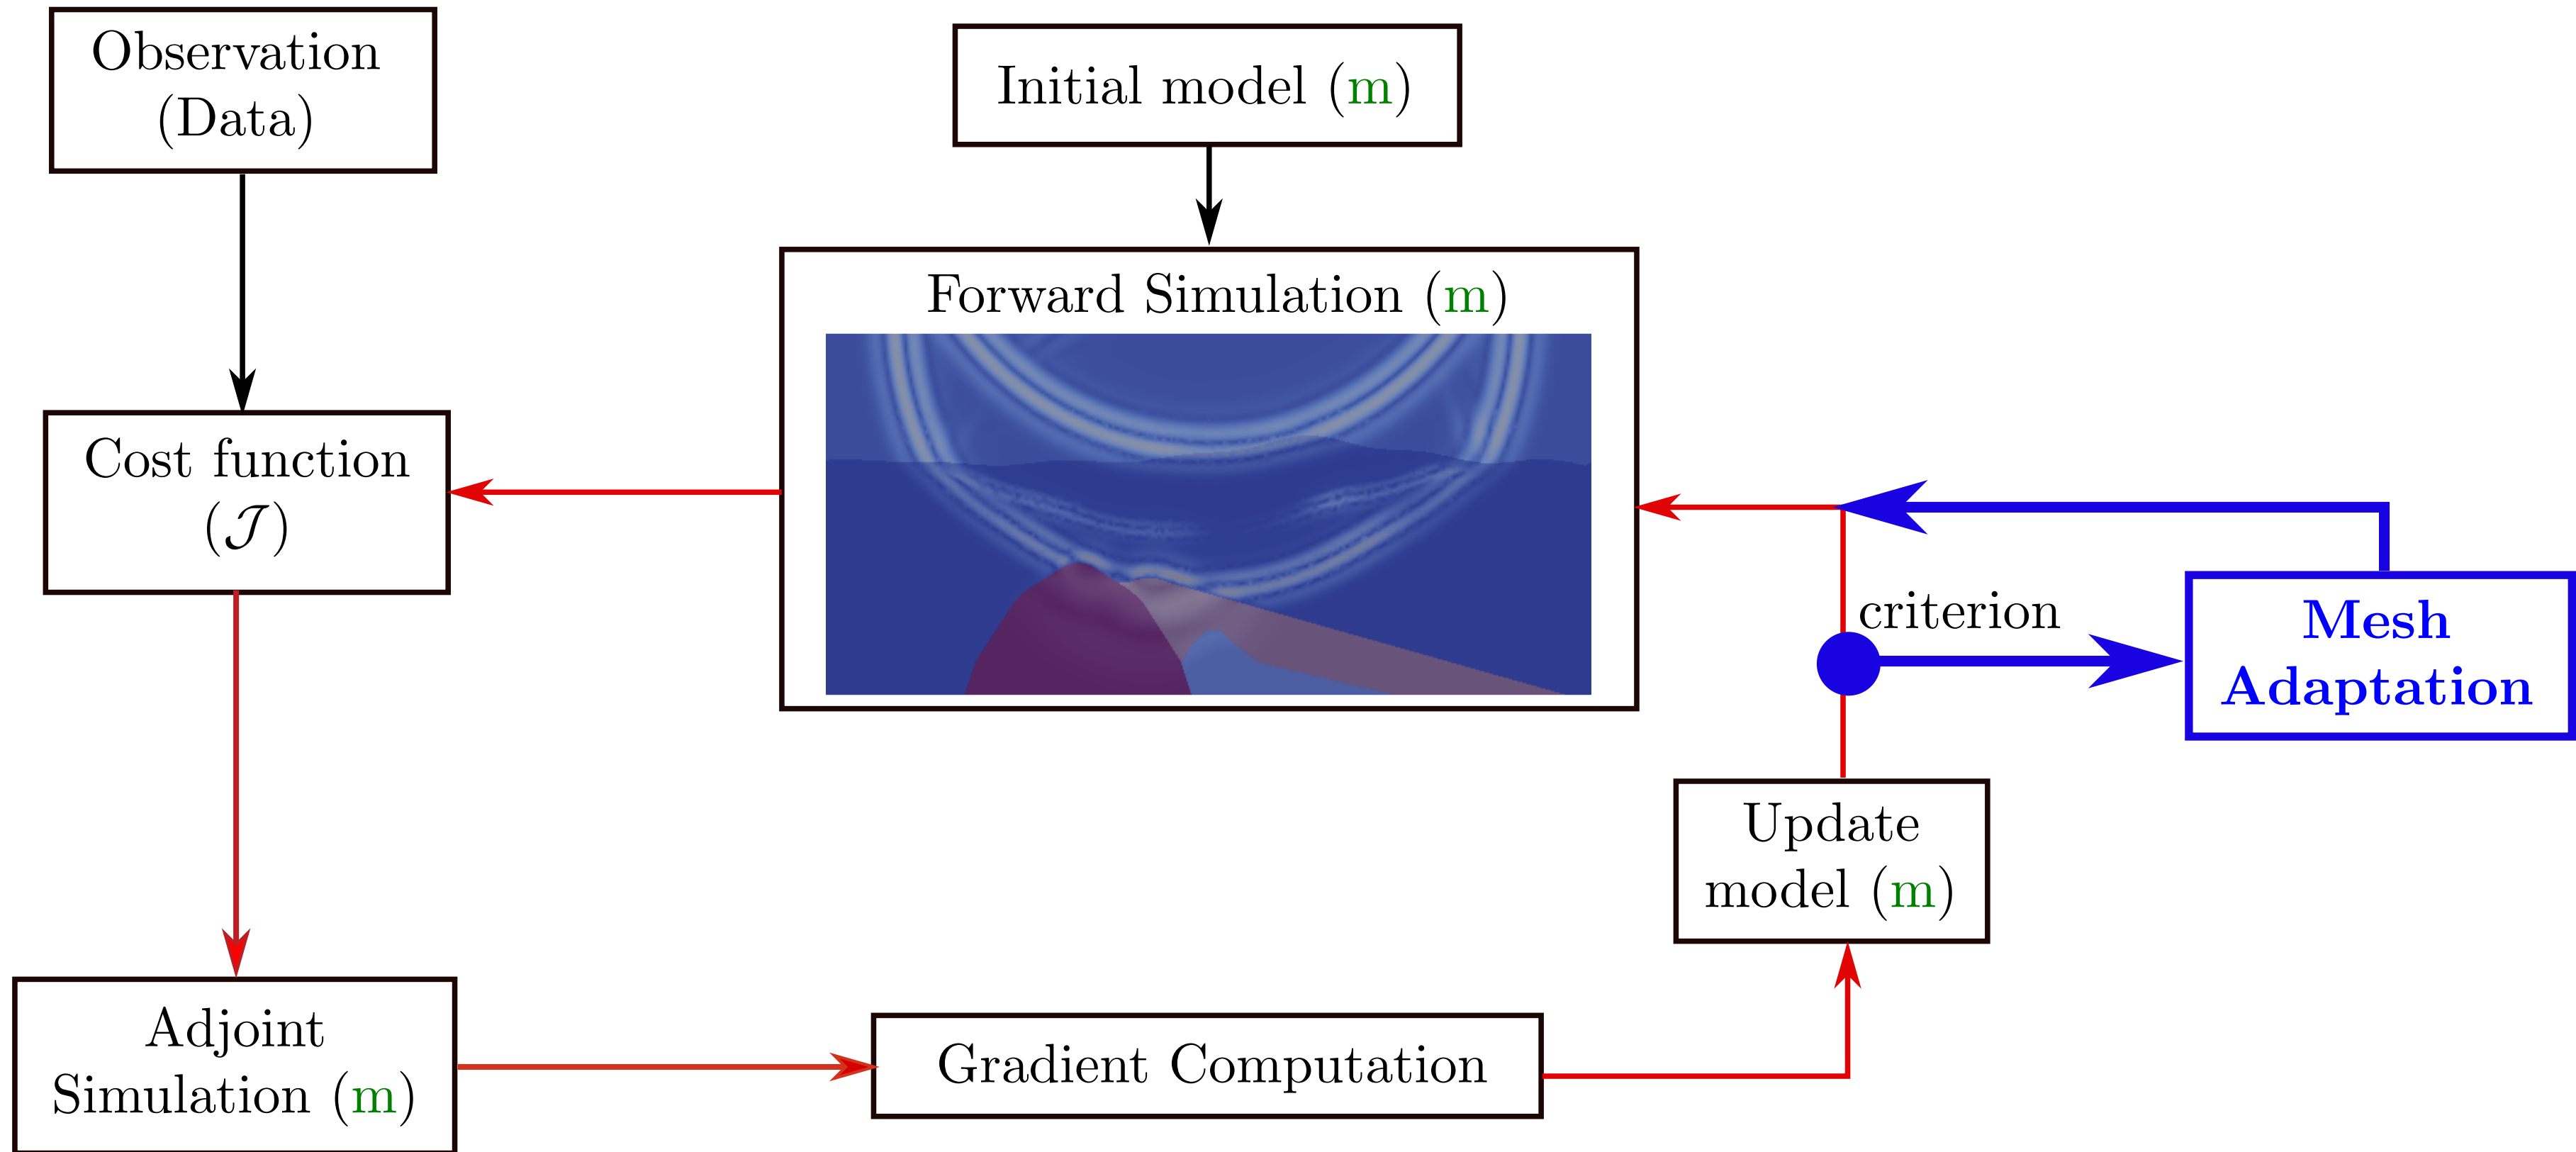 Observation
(Data)
Initial model (m)
Forward Simulation (m)
Cost function
(𝒥)
criterion
Mesh
Adaptation
Update
model (m)
Adjoint
Simulation (m)
Gradient Computation